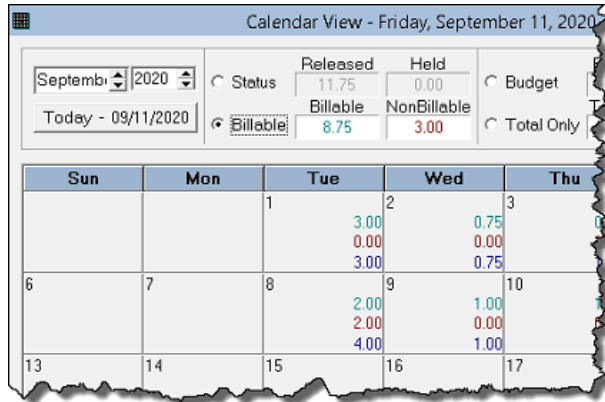 Calendar View - Friday, September 11, 2020
Released Held
Septemb 2020 Status 11.75 0.00 Budget
Billable NonBillable
Today - 09/11/2020 Billable 8.75 3.00 Total Only
Sun Mon Tue Wed Thu
1 2 3
3.00 0.75
0.00 0.00
3.00 0.75
6 7 8 9 10
2.00 1.00
2.00 0.00
4.00 1.00
13 14 15 16 17